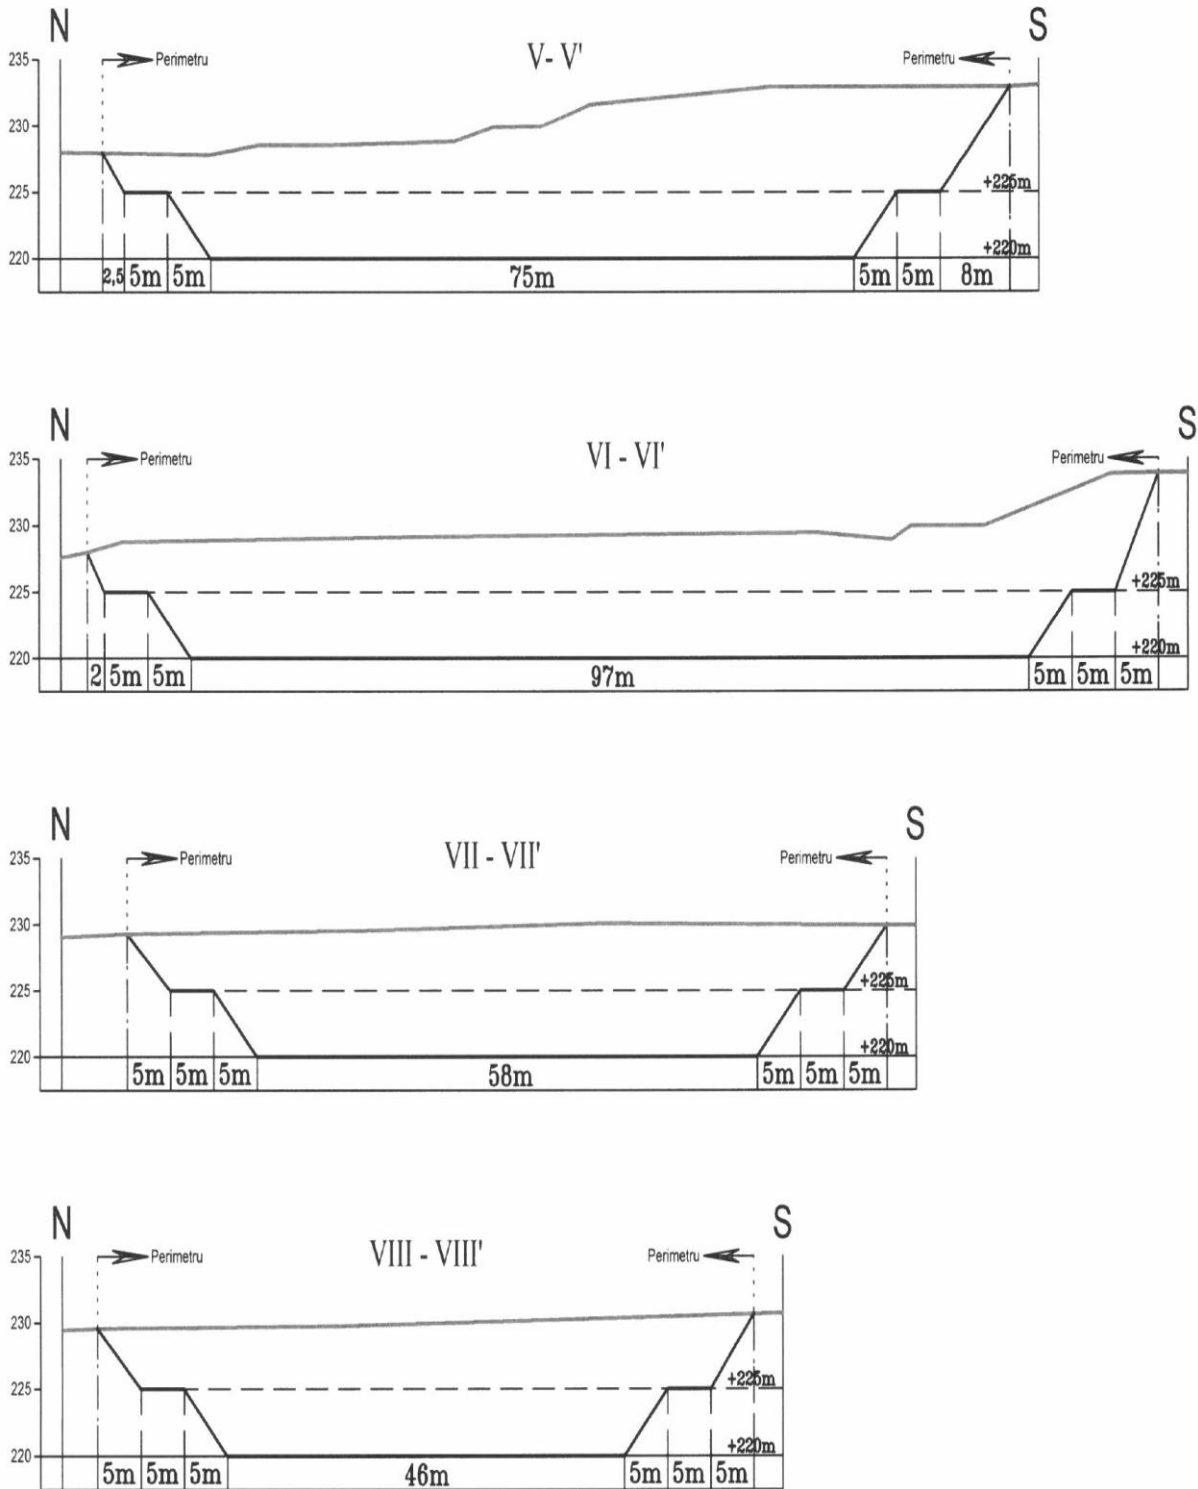 N S
235 Perimetru V- V' Perimetru
230
225 +225m
220 +220m
2,5 5m 5m 75m 5m 5m 8m
N S
235 Perimetru VI - VI' Perimetru
230
225 +225m
220 +220m
2 5m 5m 97m 5m 5m 5m
N S
235 Perimetru VII - VII' Perimetru
230
225 +225m
220 +220m
5m 5m 5m 58m 5m 5m 5m
N S
235 Perimetru VIII - VIII' Perimetru
230
225 +225m
220 +220m
5m 5m 5m 46m 5m 5m 5m